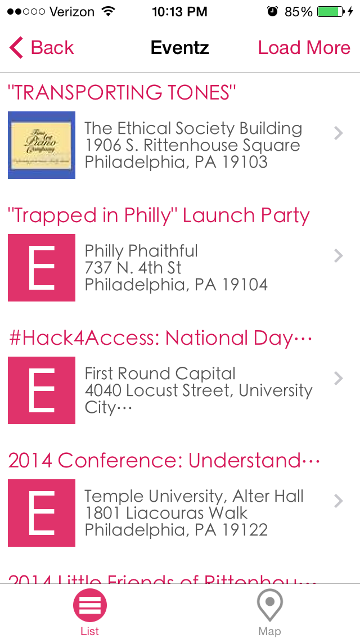 Verizon 10:13 PM 85%
Back Eventz Load More
"TRANSPORTING TONES"
Fine Art
Piano
Company
The Ethical Society Building
1906 S. Rittenhouse Square
Philadelphia, PA 19103
"Trapped in Philly" Launch Party
E
Philly Phaithful
737 N. 4th St
Philadelphia, PA 19104
#Hack4Access: National Day…
E
First Round Capital
4040 Locust Street, University
City…
2014 Conference: Understand…
E
Temple University, Alter Hall
1801 Liacouras Walk
Philadelphia, PA 19122
2014 Little Friends of Rittenhou…
List Map